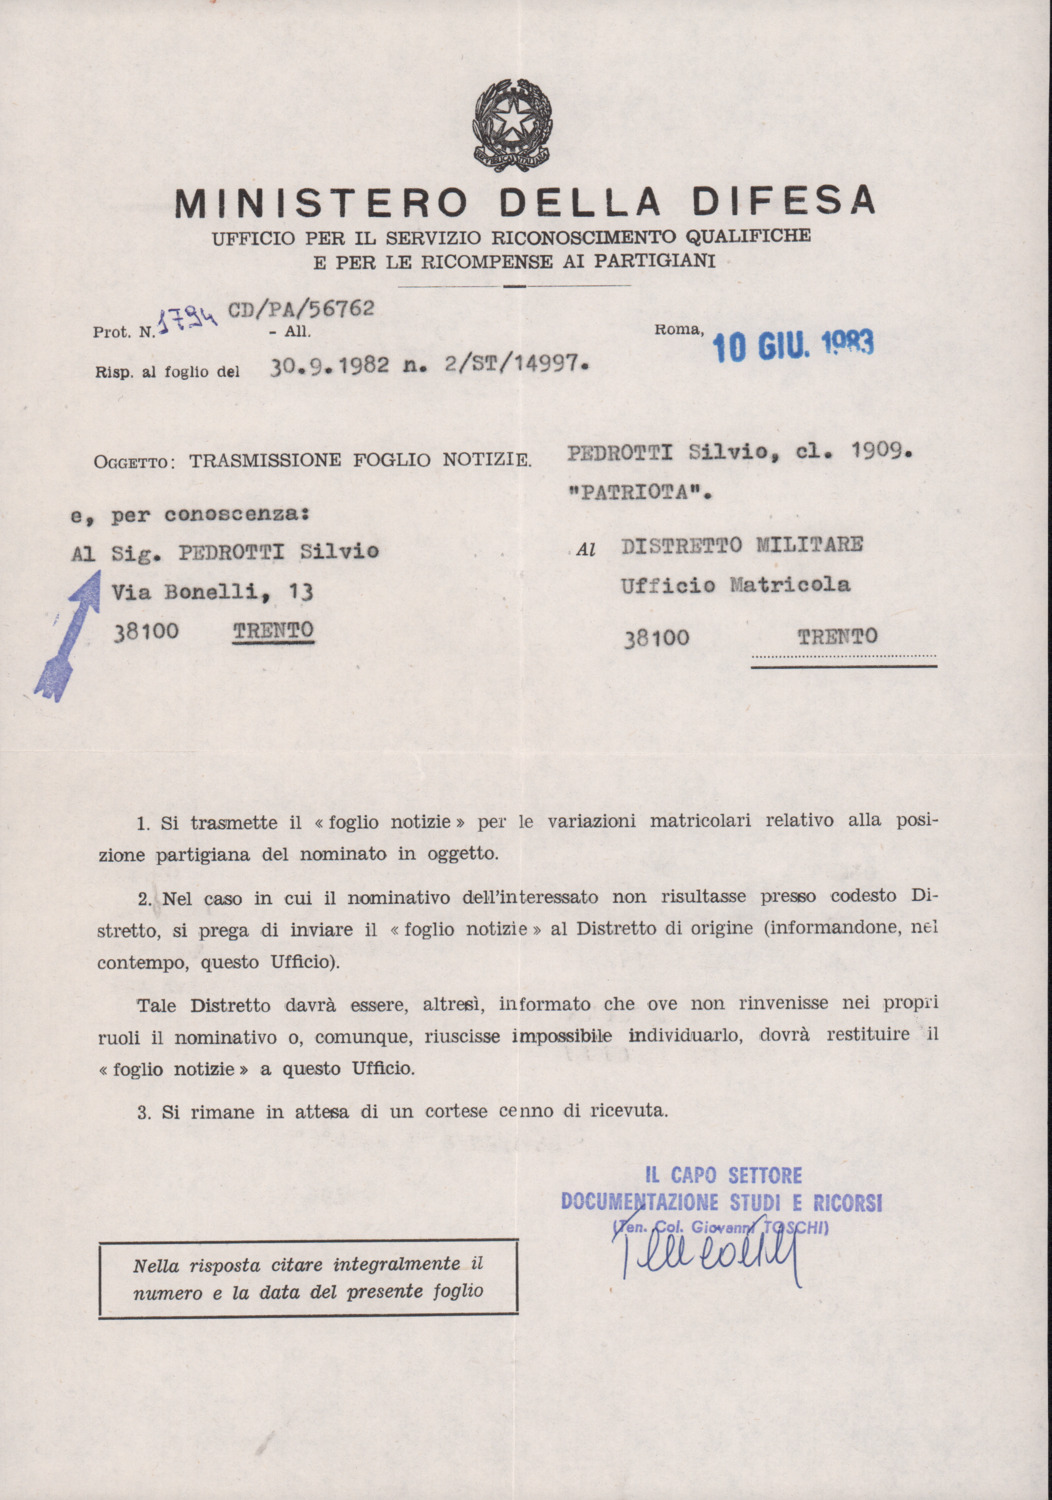 MINISTERO DELLA DIFESA
UFFICIO PER IL SERVIZIO RICONOSCIMENTO QUALIFICHE
E PER LE RICOMPENSE AI PARTIGIANI
Prot. N. 1794 CD/PA/56762 - All.
Roma, 10 GIU. 1983
Risp. al foglio del 30.9.1982 n. 2/ST/14997.
OGGETTO: TRASMISSIONE FOGLIO NOTIZIE. PEDROTTI Silvio, cl. 1909.
"PATRIOTA".
e, per conoscenza:
Al Sig. PEDROTTI Silvio
Via Bonelli, 13
38100 TRENTO
Al DISTRETTO MILITARE
Ufficio Matricola
38100 TRENTO
1. Si trasmette il « foglio notizie » per le variazioni matricolari relativo alla posi-
zione partigiana del nominato in oggetto.
2. Nel caso in cui il nominativo dell'interessato non risultasse presso codesto Di-
stretto, si prega di inviare il « foglio notizie » al Distretto di origine (informandone, nel
contempo, questo Ufficio).
Tale Distretto davrà essere, altresì, informato che ove non rinvenisse nei propri
ruoli il nominativo o, comunque, riuscisse impossibile individuarlo, dovrà restituire il
« foglio notizie » a questo Ufficio.
3. Si rimane in attesa di un cortese cenno di ricevuta.
IL CAPO SETTORE
DOCUMENTAZIONE STUDI E RICORSI
(Ten. Col. Giovanni TOSCHI)
Nella risposta citare integralmente il
numero e la data del presente foglio